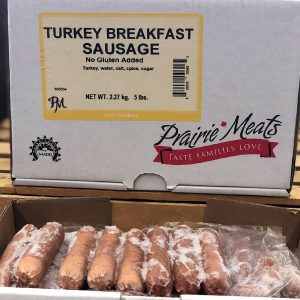 TURKEY BREAKFAST
SAUSAGE
No Gluten Added
Turkey, water, salt, spice, sugar
PM
NET WT. 2.27 kg. 5 lbs.
Prairie Meats
TASTE FAMILIES LOVE
MADE